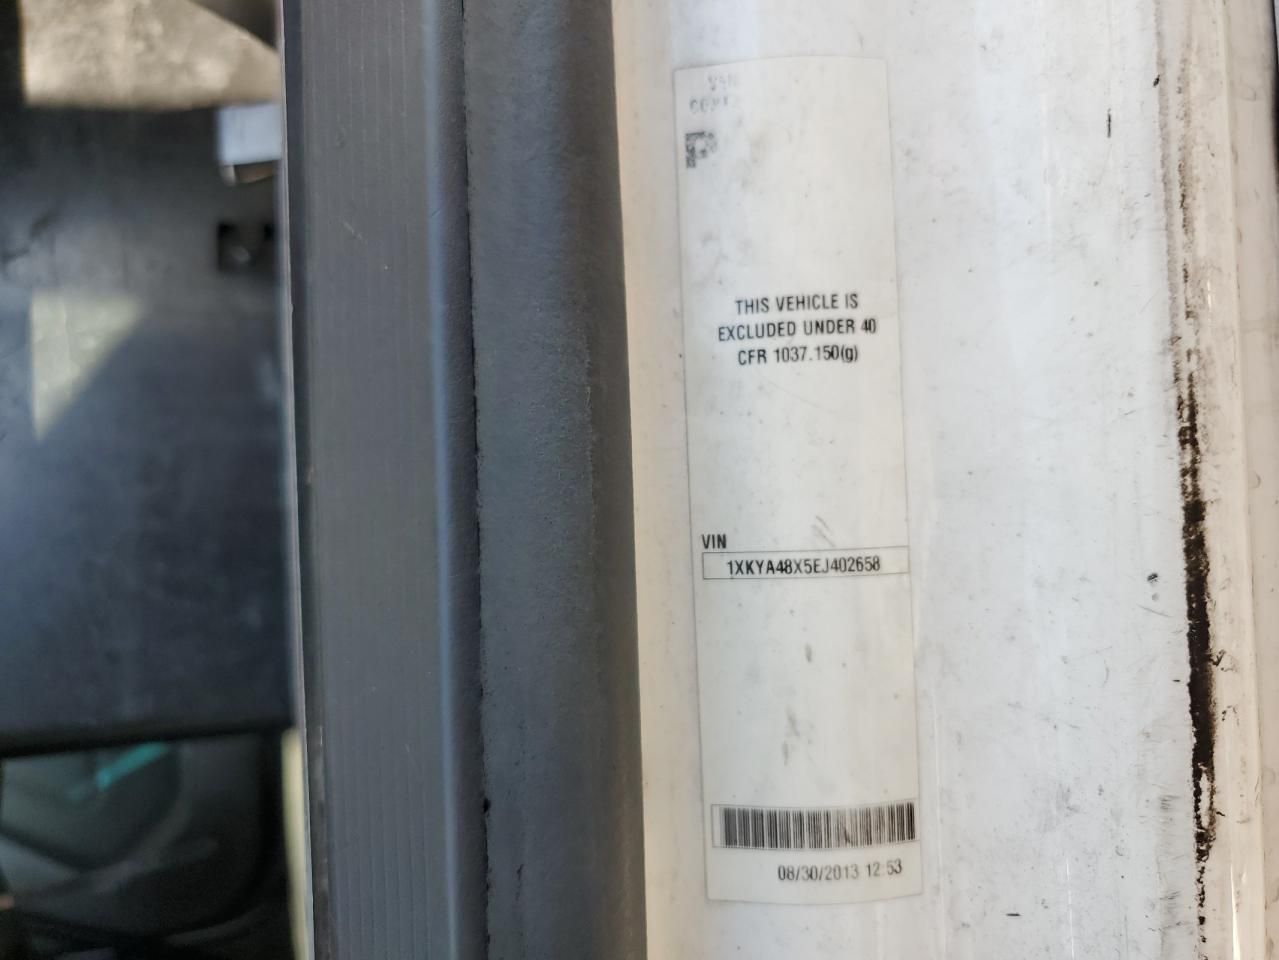 THIS VEHICLE IS
EXCLUDED UNDER 40
CFR 1037.150(g)
VIN
1XKYA48X5EJ402658
08/30/2013 12:53